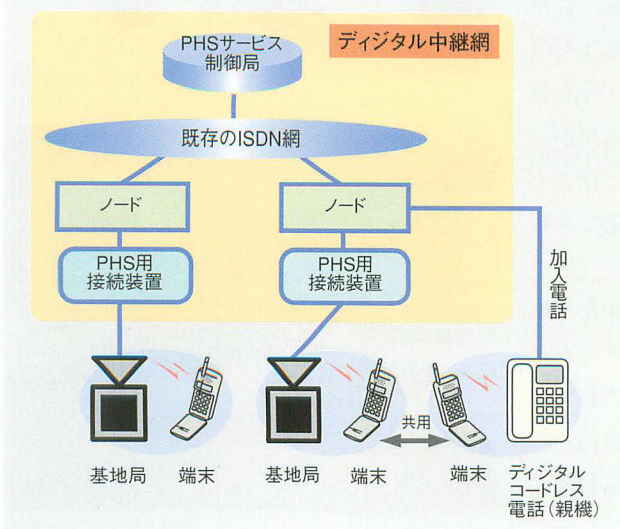 PHSサービス
制御局
ディジタル中継網
既存のISDN網
ノード
ノード
PHS用
接続装置
PHS用
接続装置
加入電話
共用
基地局
端末
基地局
端末
端末
ディジタル
コードレス
電話（親機）